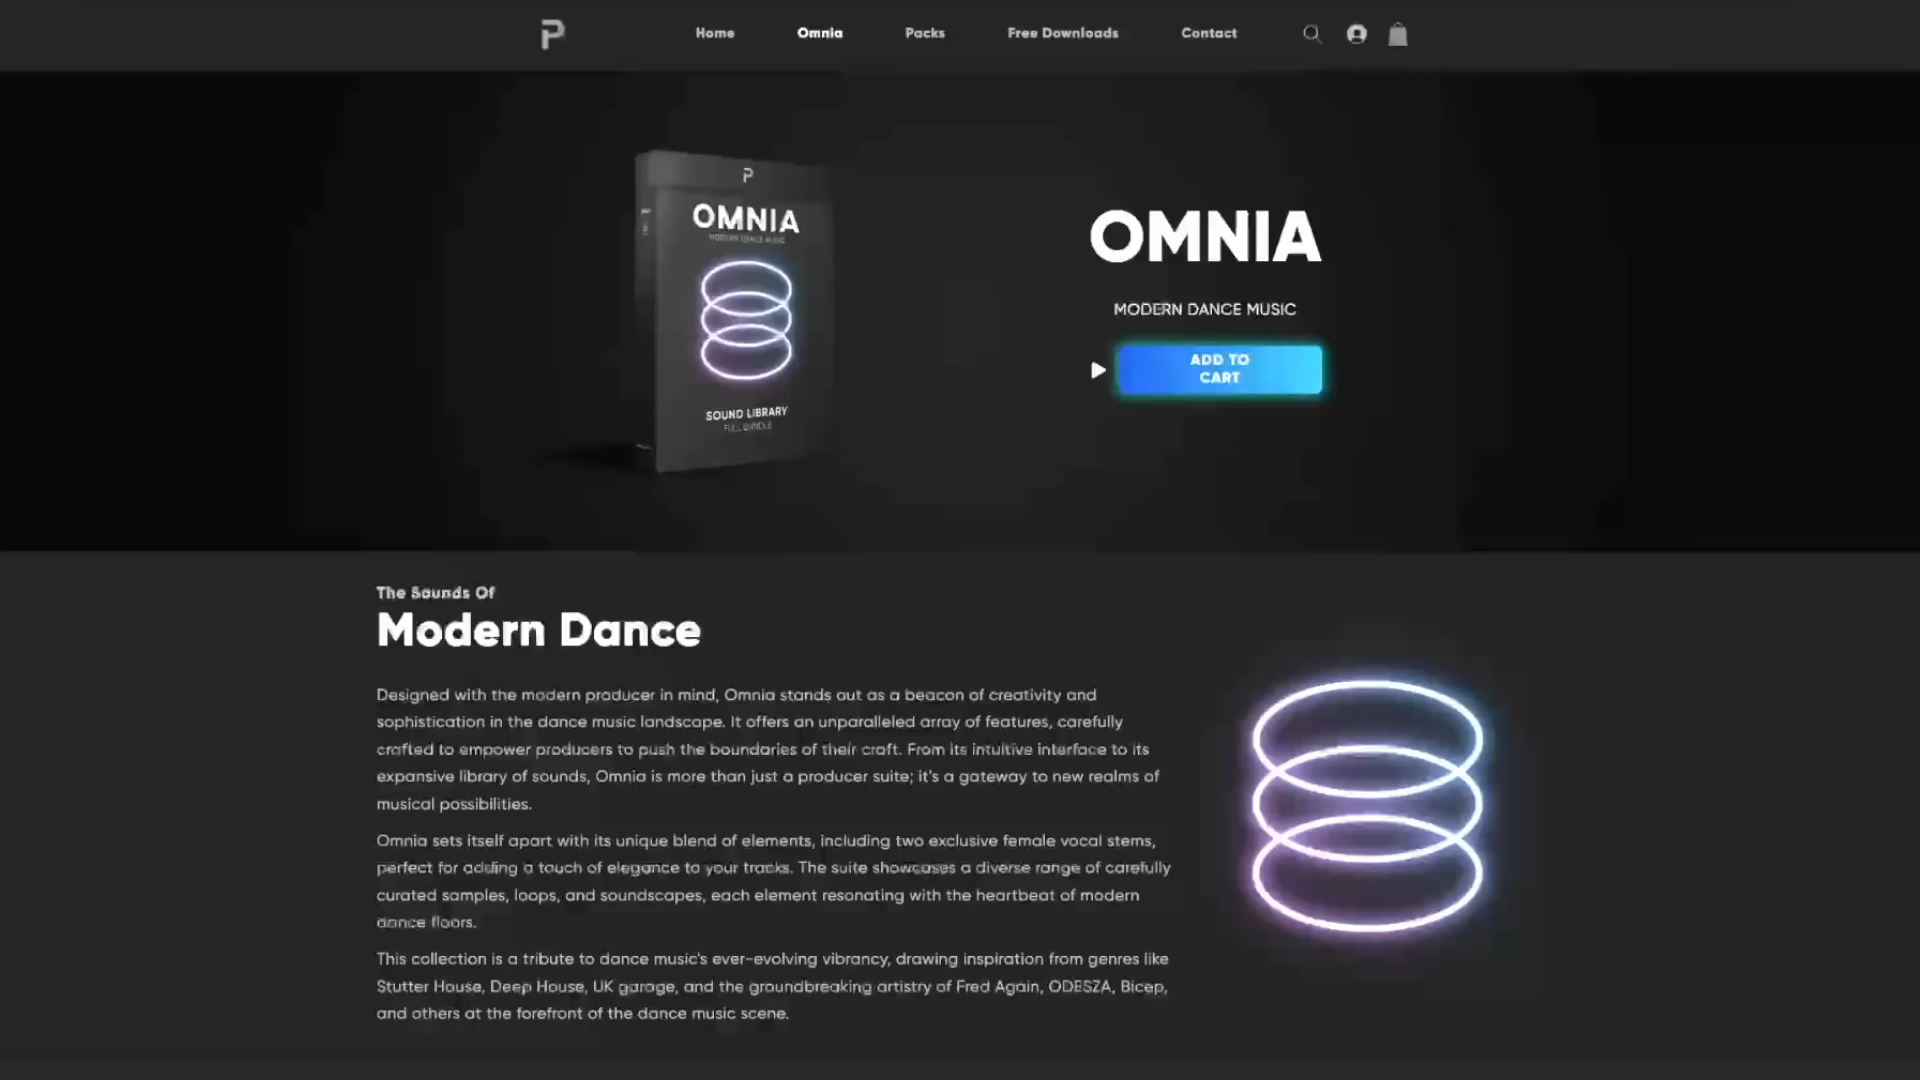 Home Omnia Packs Free Downloads Contact
P
OMNIA
MODERN DANCE MUSIC
SOUND LIBRARY
FULL BUNDLE
OMNIA
MODERN DANCE MUSIC
ADD TO
CART
The Sounds Of
Modern Dance
Designed with the modern producer in mind, Omnia stands out as a beacon of creativity and
sophistication in the dance music landscape. It offers an unparalleled array of features, carefully
crafted to empower producers to push the boundaries of their craft. From its intuitive interface to its
expansive library of sounds, Omnia is more than just a producer suite; it's a gateway to new realms of
musical possibilities.
Omnia sets itself apart with its unique blend of elements, including two exclusive female vocal stems,
perfect for adding a touch of elegance to your tracks. The suite showcases a diverse range of carefully
curated samples, loops, and soundscapes, each element resonating with the heartbeat of modern
dance floors.
This collection is a tribute to dance music's ever-evolving vibrancy, drawing inspiration from genres like
Stutter House, Deep House, UK garage, and the groundbreaking artistry of Fred Again, ODESZA, Bicep,
and others at the forefront of the dance music scene.